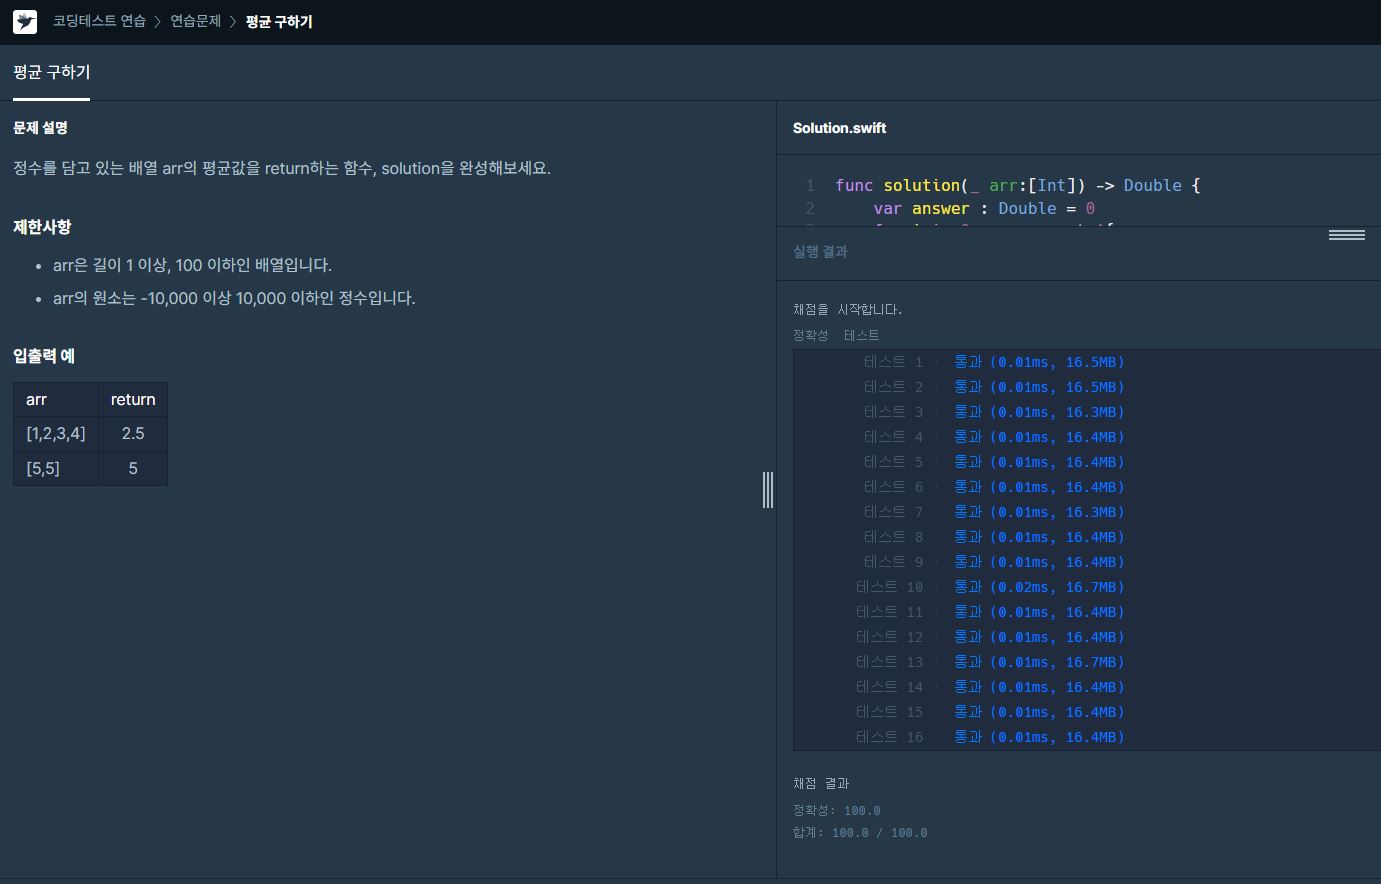 코딩테스트 연습 > 연습문제 > 평균 구하기
평균 구하기
문제 설명
정수를 담고 있는 배열 arr의 평균값을 return하는 함수, solution을 완성해보세요.
제한사항
• arr은 길이 1 이상, 100 이하인 배열입니다.
• arr의 원소는 -10,000 이상 10,000 이하인 정수입니다.
입출력 예
arr return
[1,2,3,4] 2.5
[5,5] 5
Solution.swift
1 func solution(_ arr:[Int]) -> Double {
2 var answer : Double = 0
실행 결과
채점을 시작합니다.
정확성 테스트
테스트 1 〉 통과 (0.01ms, 16.5MB)
테스트 2 〉 통과 (0.01ms, 16.5MB)
테스트 3 〉 통과 (0.01ms, 16.3MB)
테스트 4 〉 통과 (0.01ms, 16.4MB)
테스트 5 〉 통과 (0.01ms, 16.4MB)
테스트 6 〉 통과 (0.01ms, 16.4MB)
테스트 7 〉 통과 (0.01ms, 16.3MB)
테스트 8 〉 통과 (0.01ms, 16.4MB)
테스트 9 〉 통과 (0.01ms, 16.4MB)
테스트 10 〉 통과 (0.02ms, 16.7MB)
테스트 11 〉 통과 (0.01ms, 16.4MB)
테스트 12 〉 통과 (0.01ms, 16.4MB)
테스트 13 〉 통과 (0.01ms, 16.7MB)
테스트 14 〉 통과 (0.01ms, 16.4MB)
테스트 15 〉 통과 (0.01ms, 16.4MB)
테스트 16 〉 통과 (0.01ms, 16.4MB)
채점 결과
정확성: 100.0
합계: 100.0 / 100.0